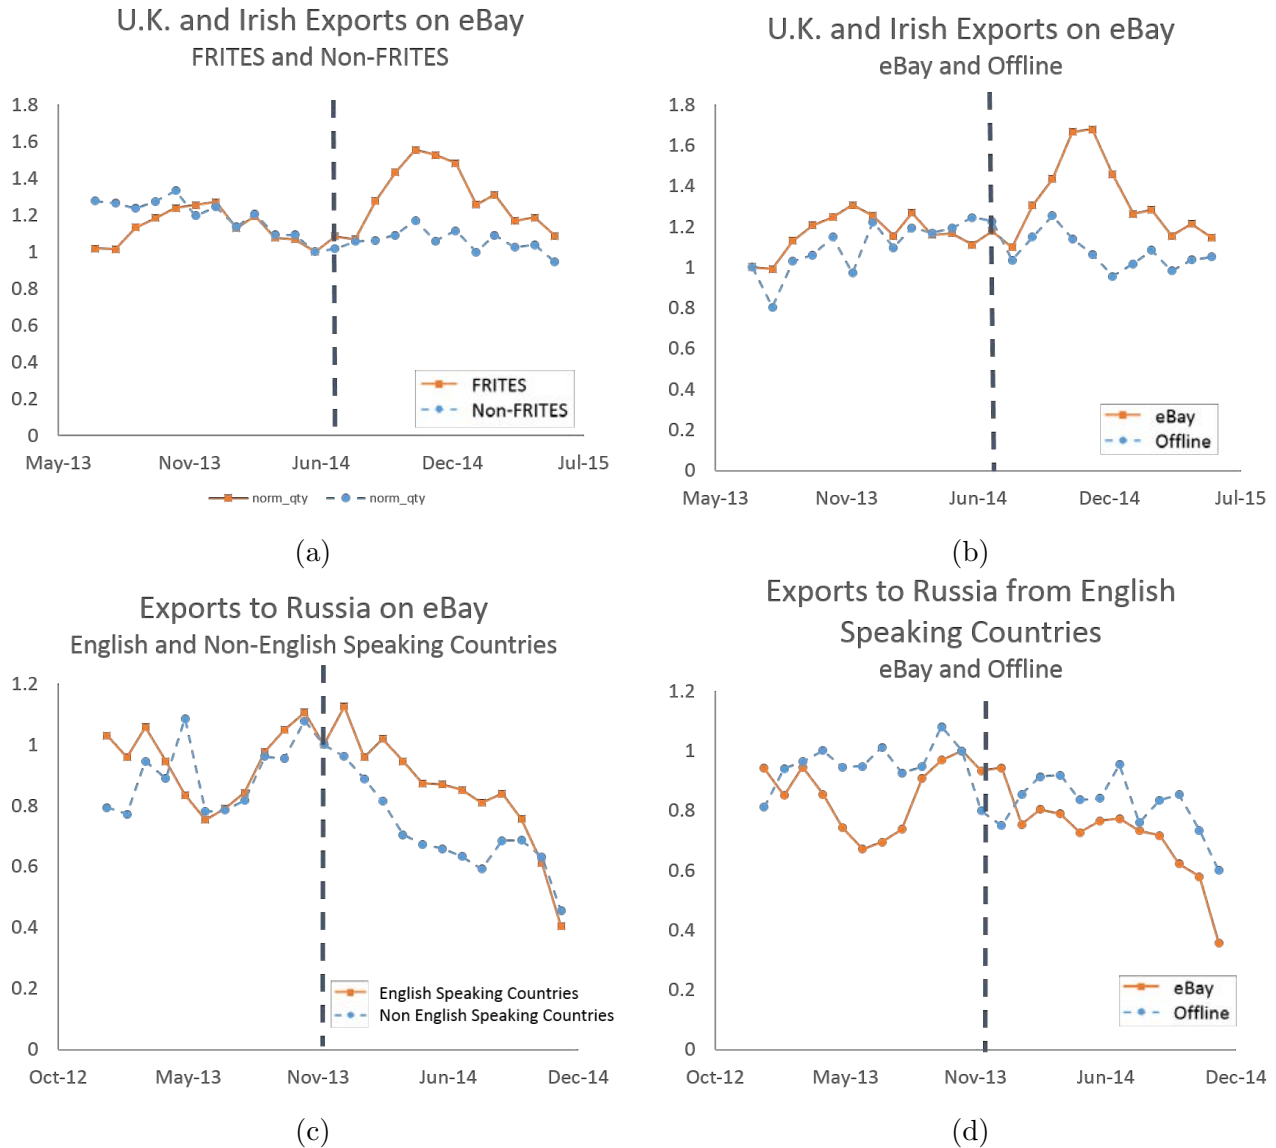 U.K. and Irish Exports on eBay
FRITES and Non-FRITES
1.8
1.6
1.4
1.2
1
0.8
0.6
0.4
0.2
0
May-13 Nov-13 Jun-14 Dec-14 Jul-15
FRITES
Non-FRITES
norm_qty norm_qty
(a)
U.K. and Irish Exports on eBay
eBay and Offline
1.8
1.6
1.4
1.2
1
0.8
0.6
0.4
0.2
0
May-13 Nov-13 Jun-14 Dec-14 Jul-15
eBay
Offline
(b)
Exports to Russia on eBay
English and Non-English Speaking Countries
1.2
1
0.8
0.6
0.4
0.2
0
Oct-12 May-13 Nov-13 Jun-14 Dec-14
English Speaking Countries
Non English Speaking Countries
(c)
Exports to Russia from English
Speaking Countries
eBay and Offline
1.2
1
0.8
0.6
0.4
0.2
0
Oct-12 May-13 Nov-13 Jun-14 Dec-14
eBay
Offline
(d)